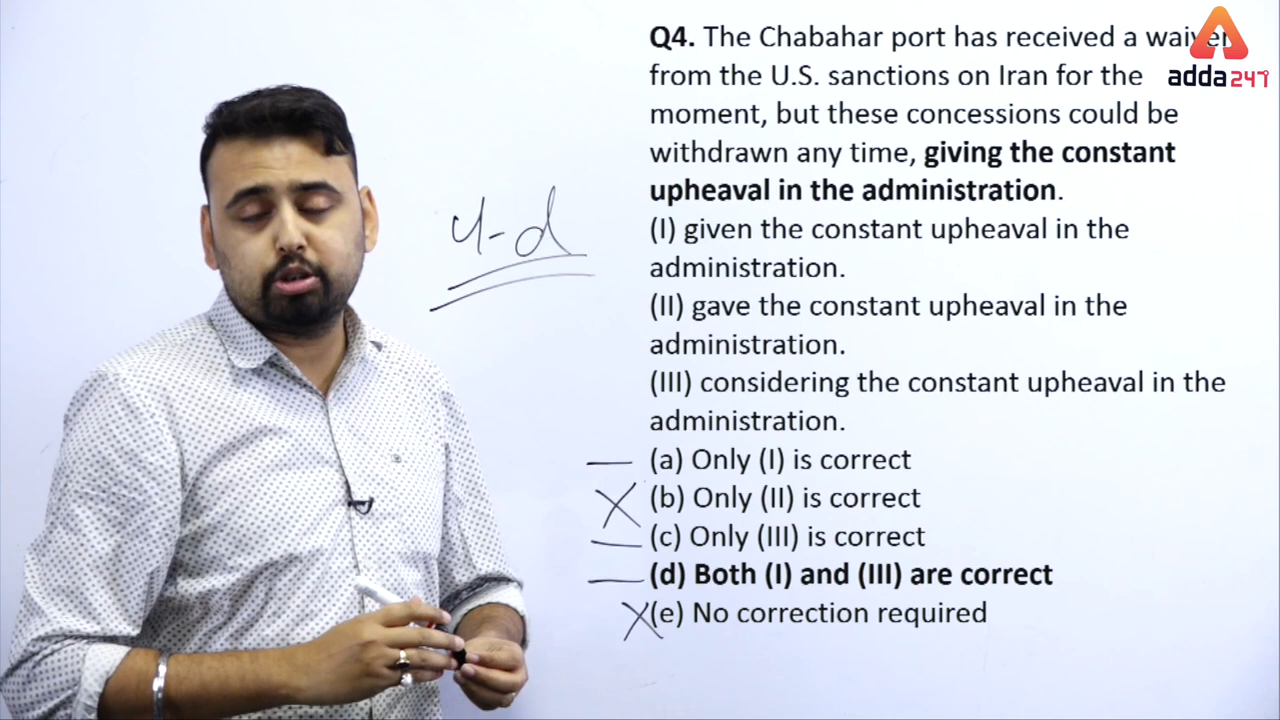 Q4. The Chabahar port has received a waiver
from the U.S. sanctions on Iran for the
moment, but these concessions could be
withdrawn any time, giving the constant
upheaval in the administration.
(I) given the constant upheaval in the
administration.
(II) gave the constant upheaval in the
administration.
(III) considering the constant upheaval in the
administration.
(a) Only (I) is correct
(b) Only (II) is correct
(c) Only (III) is correct
(d) Both (I) and (III) are correct
(e) No correction required
4-d
adda247